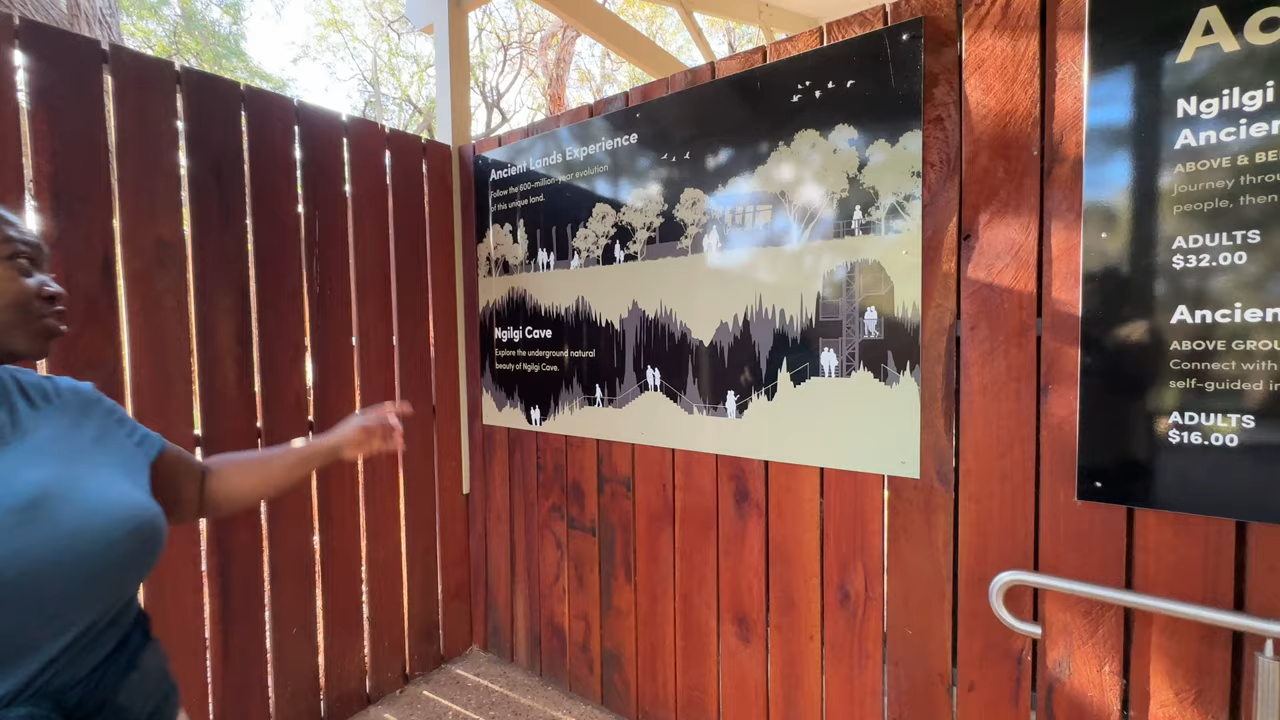 Ancient Lands Experience
Follow the 600-million-year evolution
of this unique land.
Ngilgi Cave
Explore the underground natural
beauty of Ngilgi Cave.
Ngilgi
ABOVE & BE
Journey throu
people, then
ADULTS
$32.00
Ancien
ABOVE GROU
Connect with
self-guided in
ADULTS
$16.00